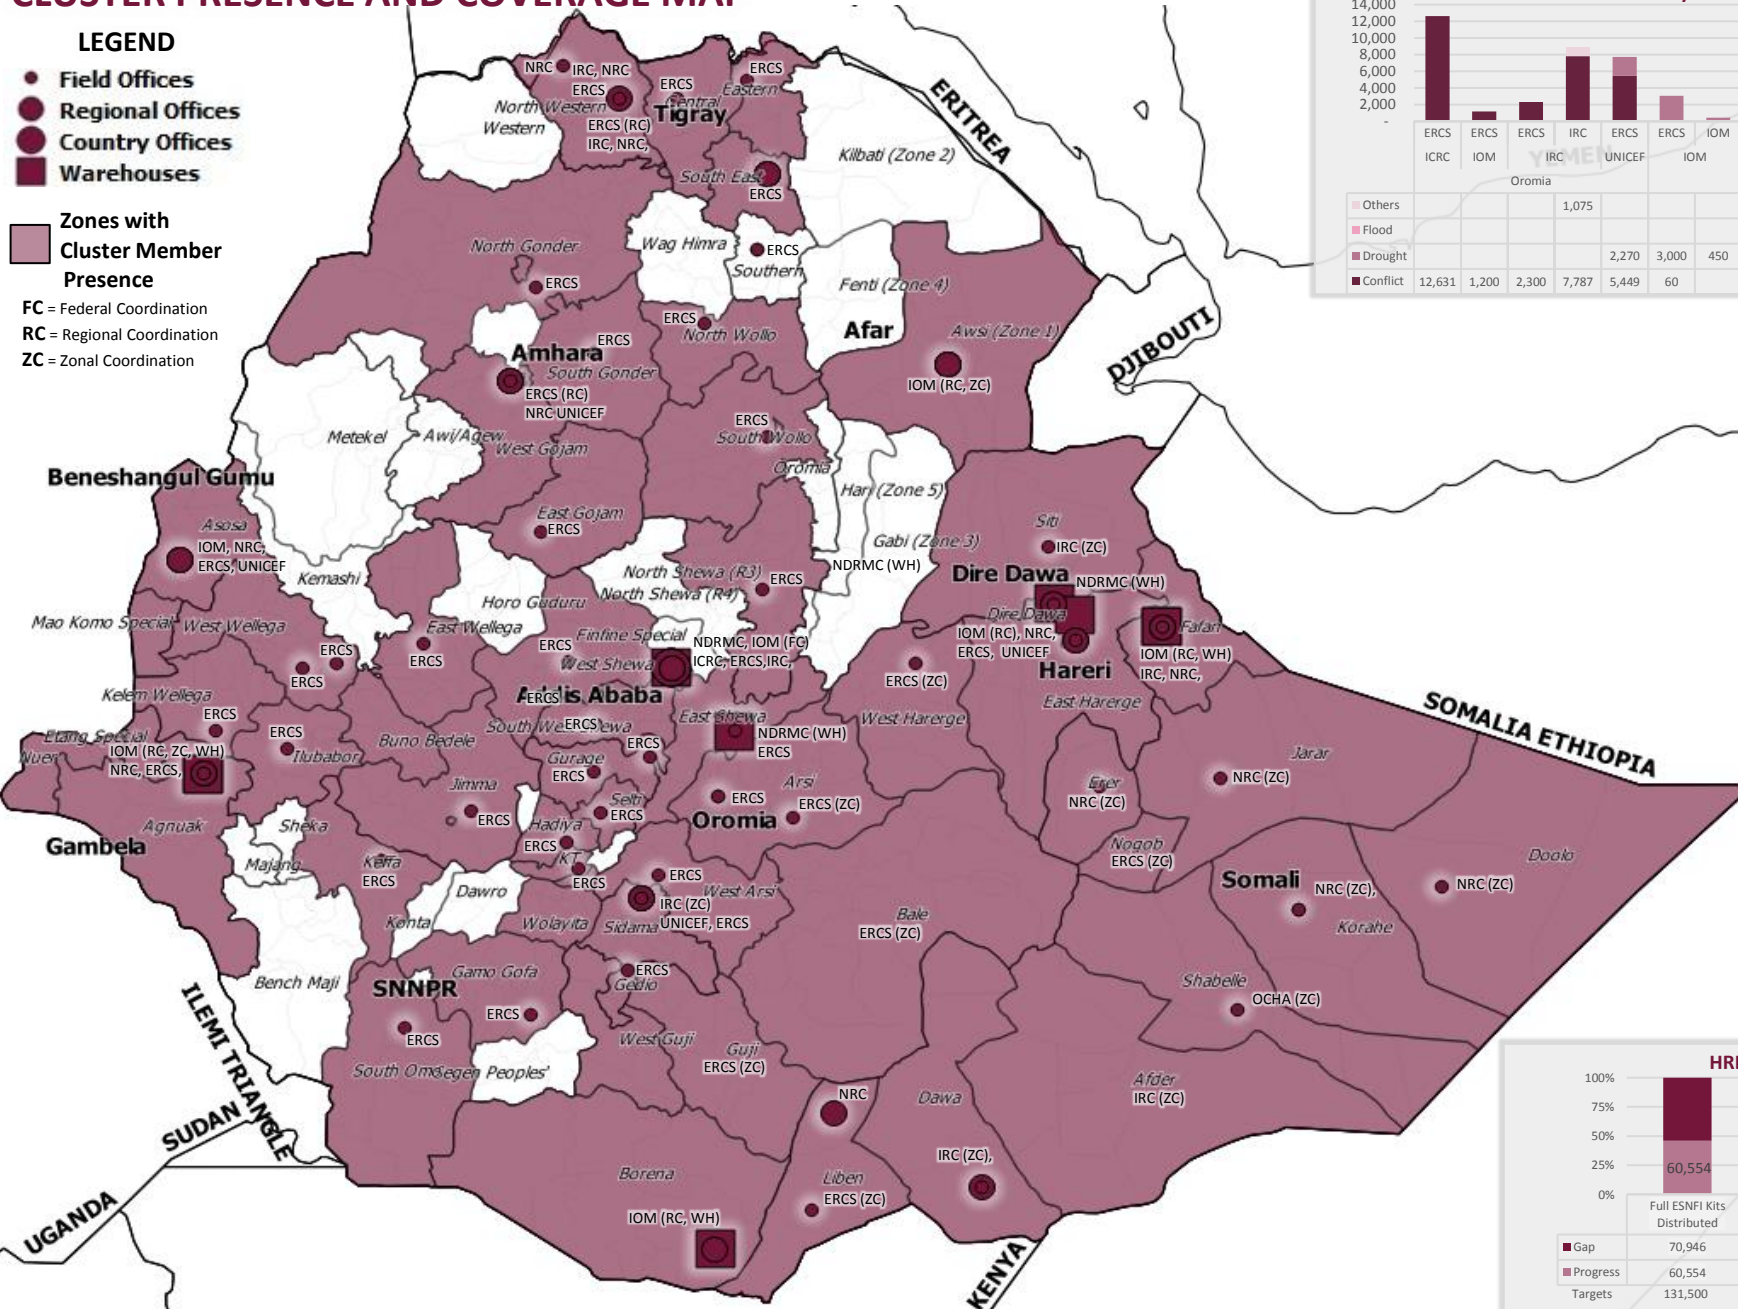 CLUSTER PRESENCE AND COVERAGE MAP
LEGEND
Field Offices
Regional Offices
Country Offices
Warehouses
Zones with
Cluster Member
Presence
FC = Federal Coordination
RC = Regional Coordination
ZC = Zonal Coordination
14,000
12,000
10,000
8,000
6,000
4,000
2,000
-
ERCS ERCS ERCS IRC ERCS ERCS IOM
ICRC IOM IRC UNICEF IOM
YEMEN
Oromia
Others 1,075
Flood
Drought 2,270 3,000 450
Conflict 12,631 1,200 2,300 7,787 5,449 60
NRC
IRC, NRC
ERCS
North Western
Western
ERCS (RC)
IRC, NRC,
ERCS
Central
Tigray
ERCS
Eastern
South East
ERCS
ERITREA
Kilbati (Zone 2)
North Gonder
ERCS
Wag Himra
ERCS
Southern
Fenti (Zone 4)
Afar
Awsi (Zone 1)
IOM (RC, ZC)
DJIBOUTI
ERCS
North Wollo
Amhara
ERCS
South Gonder
ERCS (RC)
NRC UNICEF
Metekel
Awi/Agew
West Gojam
ERCS
South Wollo
Oromia
Hari (Zone 5)
Beneshangul Gumu
Asosa
IOM, NRC,
ERCS, UNICEF
East Gojam
ERCS
Gabi (Zone 3)
NDRMC (WH)
Siti
IRC (ZC)
Kemashi
North Shewa (R3)
North Shewa (R4)
ERCS
Dire Dawa
NDRMC (WH)
Dire Dawa
IOM (RC), NRC,
ERCS, UNICEF
Hareri
Fafan
IOM (RC, WH)
IRC, NRC,
Mao Komo Special
West Wellega
Horo Guduru
East Wellega
ERCS
ERCS
ERCS
Finfine Special
ERCS
West Shewa
NDRMC, IOM (FC)
ICRC, ERCS,IRC,
Addis Ababa
ERCS
ERCS (ZC)
West Harerge
East Harerge
SOMALIA ETHIOPIA
Kelem Wellega
ERCS
Etang Special
Nuer
IOM (RC, ZC, WH)
NRC, ERCS,
ERCS
Ilubabor
Buno Bedele
South West Shewa
ERCS
ERCS
East Shewa
NDRMC (WH)
ERCS
Gurage
ERCS
Jimma
ERCS
Selti
ERCS
Hadiya
ERCS
KT
ERCS
ERCS
Arsi
ERCS (ZC)
Oromia
Erer
NRC (ZC)
Jarar
NRC (ZC)
Nogob
ERCS (ZC)
Agnuak
Gambela
Sheka
Majang
Keffa
ERCS
Dawro
Konta
Wolayita
ERCS
IRC (ZC)
UNICEF, ERCS
Sidama
West Arsi
Bale
ERCS (ZC)
Somali
NRC (ZC),
Korahe
NRC (ZC)
Doolo
Bench Maji
SNNPR
Gamo Gofa
ERCS
ERCS
Gedio
ERCS
Shabelle
OCHA (ZC)
ILEMI TRIANGLE
South Omo
Segen Peoples'
West Guji
Guji
ERCS (ZC)
Afder
IRC (ZC)
NRC
Dawa
IRC (ZC),
SUDAN
UGANDA
KENYA
Borena
IOM (RC, WH)
Liben
ERCS (ZC)
HRI
100%
75%
50%
25%
0%
60,554
Full ESNFI Kits
Distributed
Gap 70,946
Progress 60,554
Targets 131,500